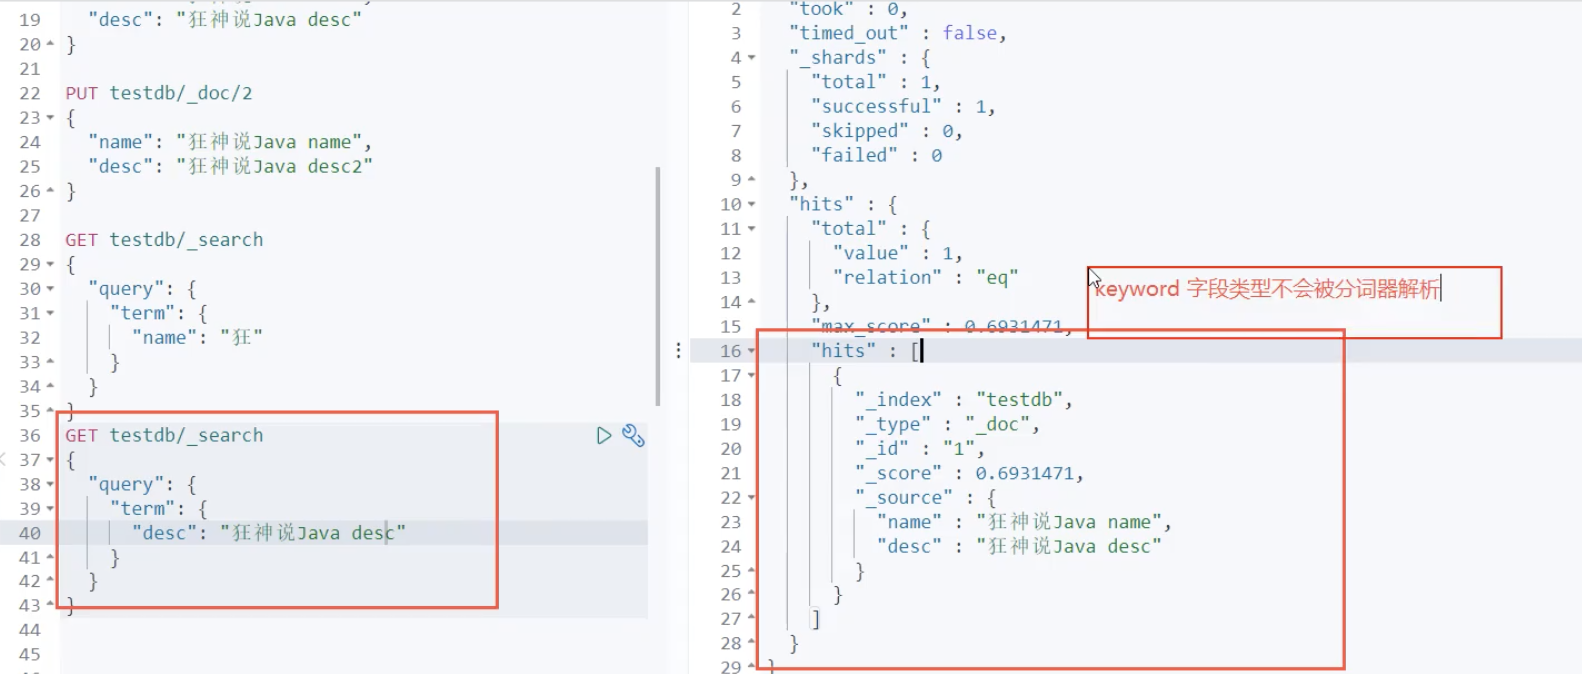 19 "desc": "狂神说Java desc"
20 }
21
22 PUT testdb/_doc/2
23 {
24 "name": "狂神说Java name",
25 "desc": "狂神说Java desc2"
26 }
27
28 GET testdb/_search
29 {
30 "query": {
31 "term": {
32 "name": "狂"
33 }
34 }
35 }
36 GET testdb/_search
37 {
38 "query": {
39 "term": {
40 "desc": "狂神说Java desc"
41 }
42 }
43 }
44
45
2 "took" : 0,
3 "timed_out" : false,
4 "_shards" : {
5 "total" : 1,
6 "successful" : 1,
7 "skipped" : 0,
8 "failed" : 0
9 },
10 "hits" : {
11 "total" : {
12 "value" : 1,
13 "relation" : "eq"
keyword 字段类型不会被分词器解析
14 },
15 "max_score" : 0.6931471,
16 "hits" : [
17 {
18 "_index" : "testdb",
19 "_type" : "_doc",
20 "_id" : "1",
21 "_score" : 0.6931471,
22 "_source" : {
23 "name" : "狂神说Java name",
24 "desc" : "狂神说Java desc"
25 }
26 }
27 ]
28 }
29 }